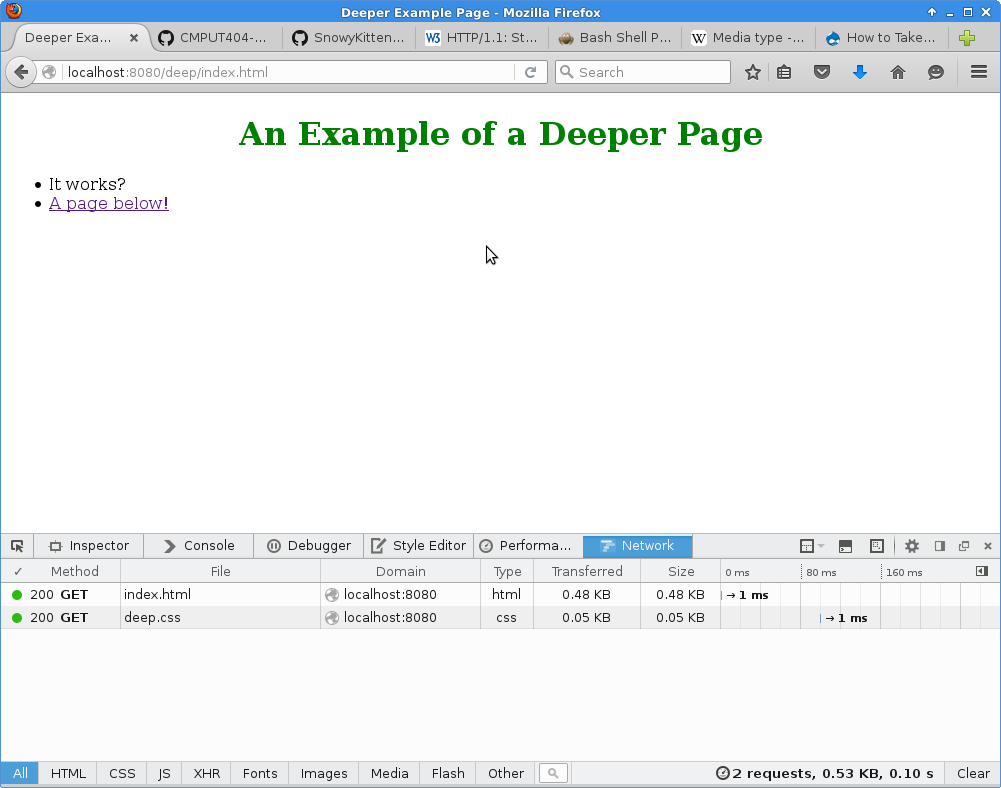 Deeper Example Page - Mozilla Firefox
Deeper Exa... CMPUT404-... SnowyKitten... W3 HTTP/1.1: St... Bash Shell P... W Media type -... How to Take...
localhost:8080/deep/index.html Search
An Example of a Deeper Page
It works?
A page below!
Inspector Console Debugger Style Editor Performa... Network
✓ Method File Domain Type Transferred Size 0 ms 80 ms 160 ms
200 GET index.html localhost:8080 html 0.48 KB 0.48 KB → 1 ms
200 GET deep.css localhost:8080 css 0.05 KB 0.05 KB → 1 ms
All HTML CSS JS XHR Fonts Images Media Flash Other 2 requests, 0.53 KB, 0.10 s Clear